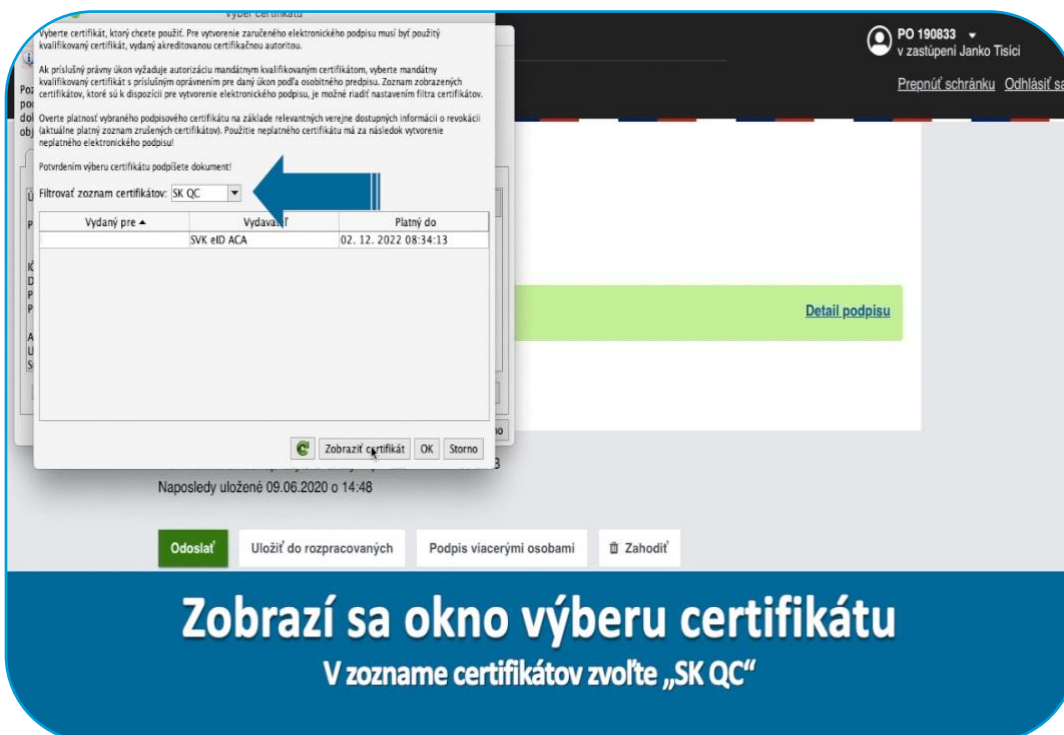 Výber certifikátu
Vyberte certifikát, ktorý chcete použiť. Pre vytvorenie zaručeného elektronického podpisu musí byť použitý
kvalifikovaný certifikát, vydaný akreditovanou certifikačnou autoritou.
Ak príslušný právny úkon vyžaduje autorizáciu mandátnym kvalifikovaným certifikátom, vyberte mandátny
kvalifikovaný certifikát s príslušným oprávnením pre daný úkon podľa osobitného predpisu. Zoznam zobrazených
certifikátov, ktoré sú k dispozícii pre vytvorenie elektronického podpisu, je možné riadiť nastavením filtra certifikátov.
Overte platnosť vybraného podpisového certifikátu na základe relevantných verejne dostupných informácii o revokácii
(aktuálne platný zoznam zrušených certifikátov). Použitie neplatného certifikátu má za následok vytvorenie
neplatného elektronického podpisu!
Potvrdením výberu certifikátu podpíšete dokument!
Filtrovať zoznam certifikátov: SK QC
Vydaný pre Vydavateľ Platný do
SVK eID ACA 02. 12. 2022 08:34:13
Zobraziť certifikát OK Storno
PO 190833
v zastúpení Janko Tisíci
Prepnúť schránku Odhlásiť sa
Detail podpisu
Naposledy uložené 09.06.2020 o 14:48
Odoslať Uložiť do rozpracovaných Podpis viacerými osobami Zahodiť
Zobrazí sa okno výberu certifikátu
V zozname certifikátov zvoľte „SK QC“